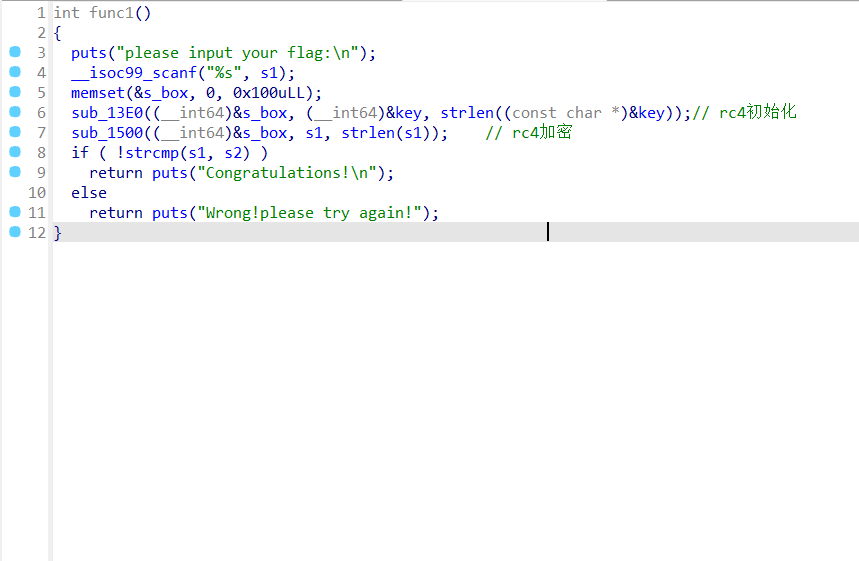 1 int func1()
2 {
3 puts("please input your flag:\n");
4 __isoc99_scanf("%s", s1);
5 memset(&s_box, 0, 0x100uLL);
6 sub_13E0((__int64)&s_box, (__int64)&key, strlen((const char *)&key));// rc4初始化
7 sub_1500((__int64)&s_box, s1, strlen(s1)); // rc4加密
8 if ( !strcmp(s1, s2) )
9 return puts("Congratulations!\n");
10 else
11 return puts("Wrong!please try again!");
12 }